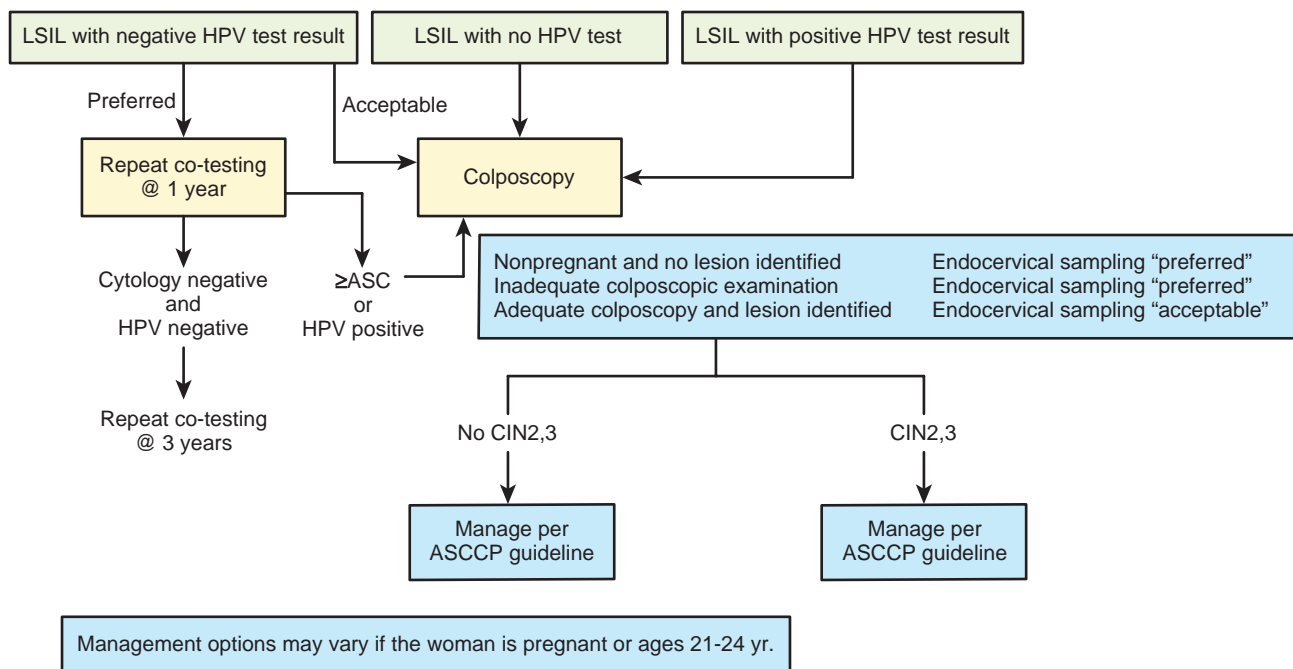 LSIL with negative HPV test result
LSIL with no HPV test
LSIL with positive HPV test result
Preferred
Acceptable
Repeat co-testing
@ 1 year
Colposcopy
Cytology negative
and
HPV negative
≥ASC
or
HPV positive
Repeat co-testing
@ 3 years
Nonpregnant and no lesion identified Endocervical sampling “preferred”
Inadequate colposcopic examination Endocervical sampling “preferred”
Adequate colposcopy and lesion identified Endocervical sampling “acceptable”
No CIN2,3
CIN2,3
Manage per
ASCCP guideline
Manage per
ASCCP guideline
Management options may vary if the woman is pregnant or ages 21-24 yr.